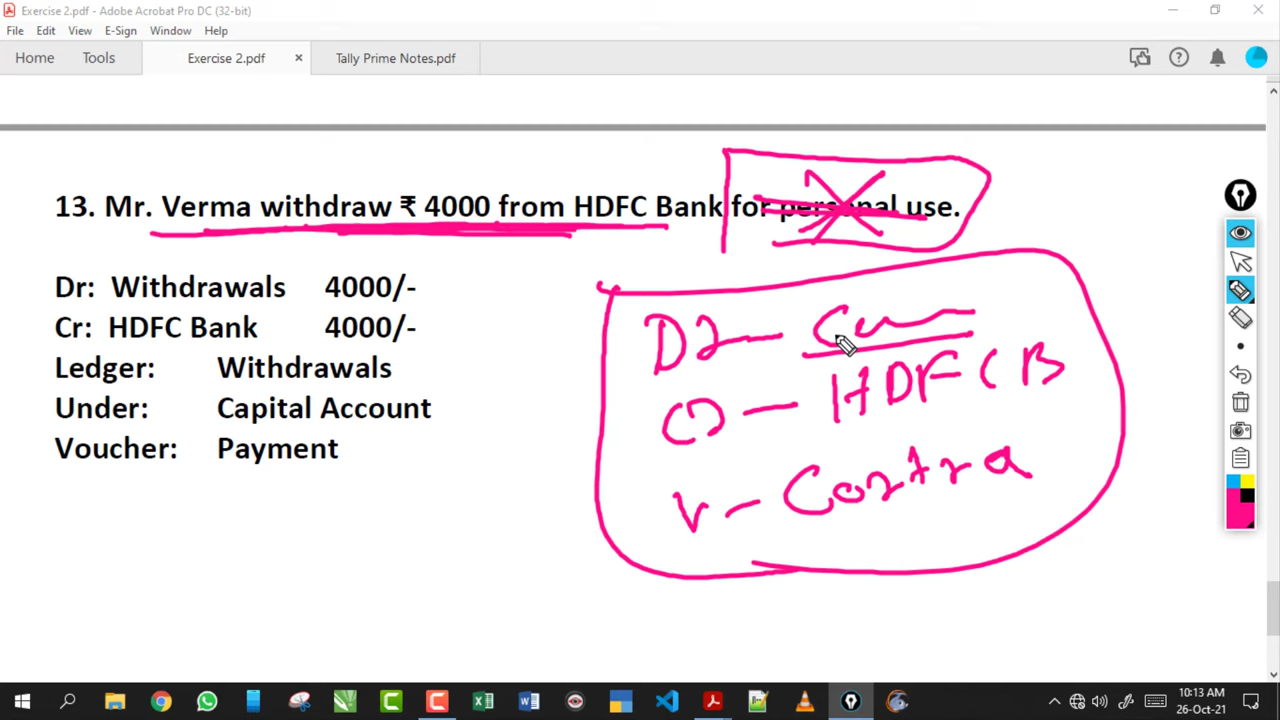 Exercise 2.pdf - Adobe Acrobat Pro DC (32-bit)
File Edit View E-Sign Window Help
Home Tools Exercise 2.pdf × Tally Prime Notes.pdf
13. Mr. Verma withdraw ₹ 4000 from HDFC Bank for personal use.
Dr: Withdrawals 4000/-
Cr: HDFC Bank 4000/-
Ledger: Withdrawals
Under: Capital Account
Voucher: Payment
Dr —
Cr — HDFC B
V — Contra
10:13 AM
26-Oct-21